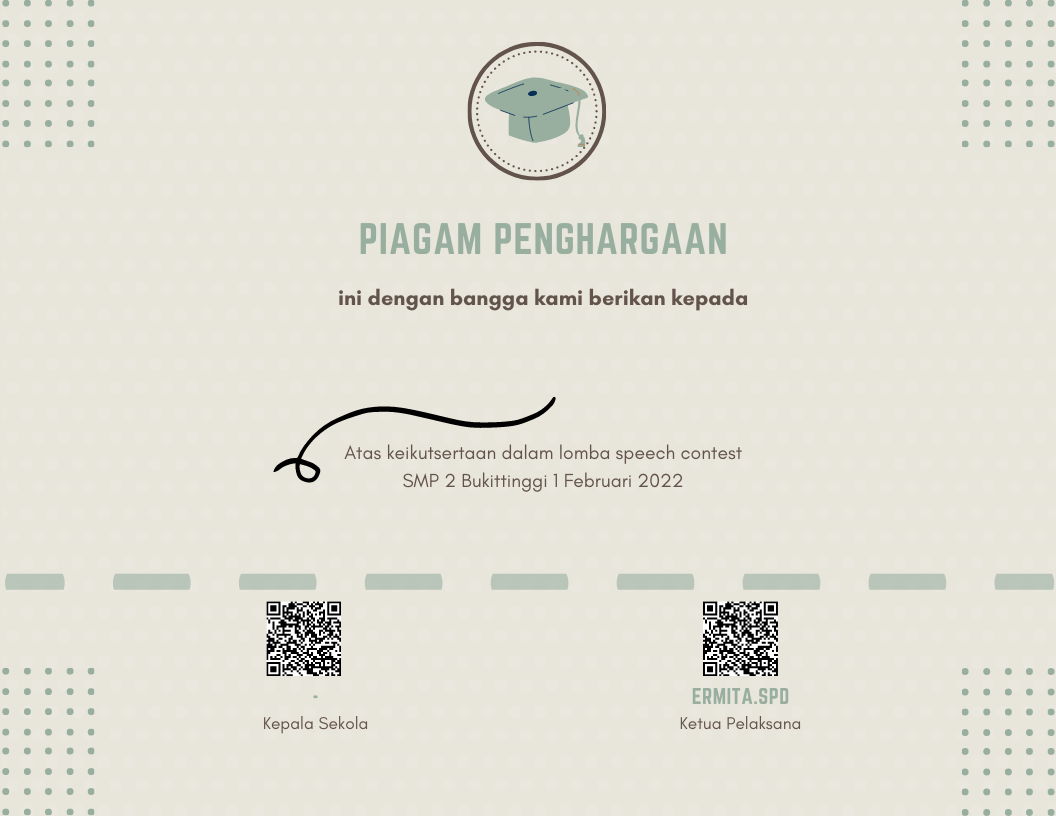 PIAGAM PENGHARGAAN
ini dengan bangga kami berikan kepada
Atas keikutsertaan dalam lomba speech contest
SMP 2 Bukittinggi 1 Februari 2022
-
Kepala Sekola
ERMITA.SPD
Ketua Pelaksana